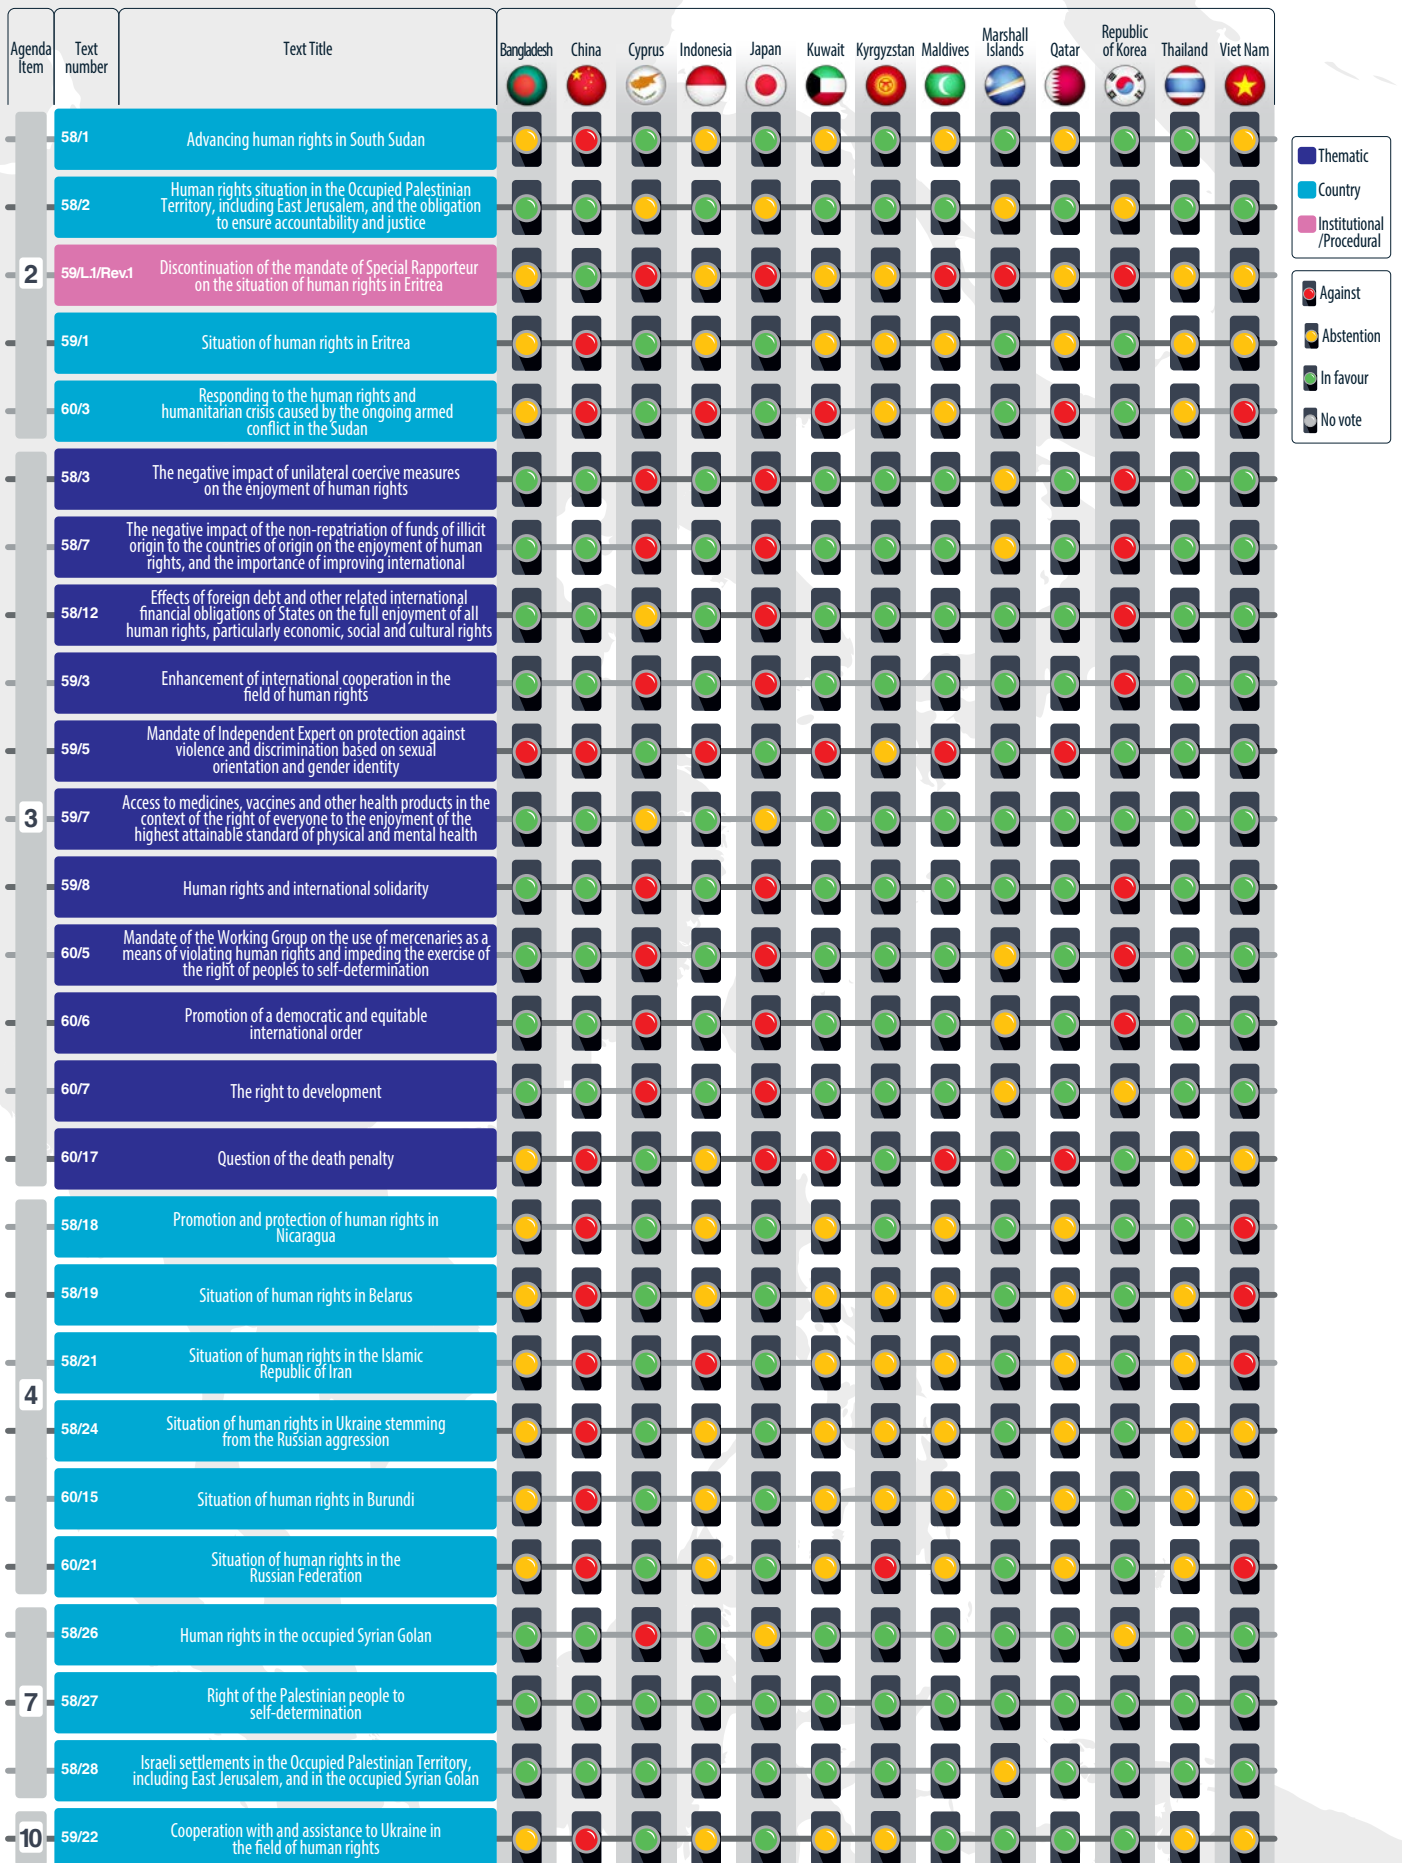 Agenda
Item
Text
number
Text Title
Bangladesh
China
Cyprus
Indonesia
Japan
Kuwait
Kyrgyzstan
Maldives
Marshall
Islands
Qatar
Republic
of Korea
Thailand
Viet Nam
Thematic
Country
Institutional
/Procedural
Against
Abstention
In favour
No vote
2
58/1
Advancing human rights in South Sudan
58/2
Human rights situation in the Occupied Palestinian
Territory, including East Jerusalem, and the obligation
to ensure accountability and justice
59/L.1/Rev.1
Discontinuation of the mandate of Special Rapporteur
on the situation of human rights in Eritrea
59/1
Situation of human rights in Eritrea
60/3
Responding to the human rights and
humanitarian crisis caused by the ongoing armed
conflict in the Sudan
3
58/3
The negative impact of unilateral coercive measures
on the enjoyment of human rights
58/7
The negative impact of the non-repatriation of funds of illicit
origin to the countries of origin on the enjoyment of human
rights, and the importance of improving international
58/12
Effects of foreign debt and other related international
financial obligations of States on the full enjoyment of all
human rights, particularly economic, social and cultural rights
59/3
Enhancement of international cooperation in the
field of human rights
59/5
Mandate of Independent Expert on protection against
violence and discrimination based on sexual
orientation and gender identity
59/7
Access to medicines, vaccines and other health products in the
context of the right of everyone to the enjoyment of the
highest attainable standard of physical and mental health
59/8
Human rights and international solidarity
60/5
Mandate of the Working Group on the use of mercenaries as a
means of violating human rights and impeding the exercise of
the right of peoples to self-determination
60/6
Promotion of a democratic and equitable
international order
60/7
The right to development
60/17
Question of the death penalty
4
58/18
Promotion and protection of human rights in
Nicaragua
58/19
Situation of human rights in Belarus
58/21
Situation of human rights in the Islamic
Republic of Iran
58/24
Situation of human rights in Ukraine stemming
from the Russian aggression
60/15
Situation of human rights in Burundi
60/21
Situation of human rights in the
Russian Federation
7
58/26
Human rights in the occupied Syrian Golan
58/27
Right of the Palestinian people to
self-determination
58/28
Israeli settlements in the Occupied Palestinian Territory,
including East Jerusalem, and in the occupied Syrian Golan
10
59/22
Cooperation with and assistance to Ukraine in
the field of human rights